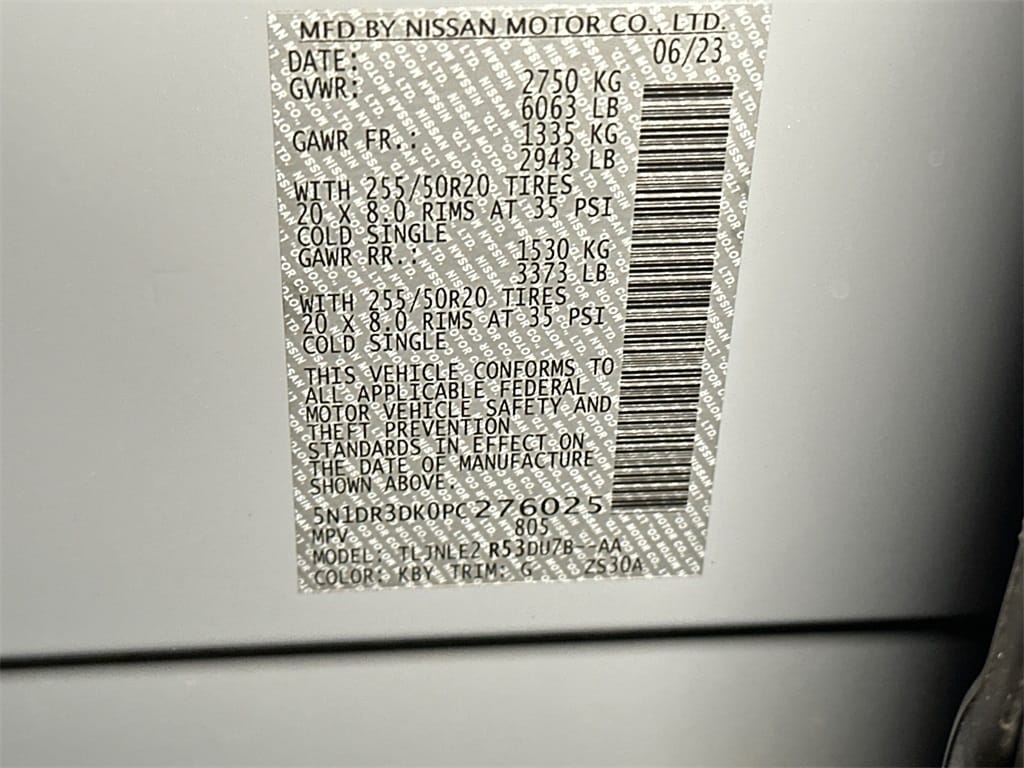 MFD BY NISSAN MOTOR CO., LTD.
DATE: 06/23
GVWR: 2750 KG
6063 LB
GAWR FR.: 1335 KG
2943 LB
WITH 255/50R20 TIRES
20 X 8.0 RIMS AT 35 PSI
COLD SINGLE
GAWR RR.: 1530 KG
3373 LB
WITH 255/50R20 TIRES
20 X 8.0 RIMS AT 35 PSI
COLD SINGLE
THIS VEHICLE CONFORMS TO
ALL APPLICABLE FEDERAL
MOTOR VEHICLE SAFETY AND
THEFT PREVENTION
STANDARDS IN EFFECT ON
THE DATE OF MANUFACTURE
SHOWN ABOVE.
5N1DR3DK0PC276025
MPV 805
MODEL: TLJNLE2 R53DU7B--AA
COLOR: KBY TRIM: G ZS30A